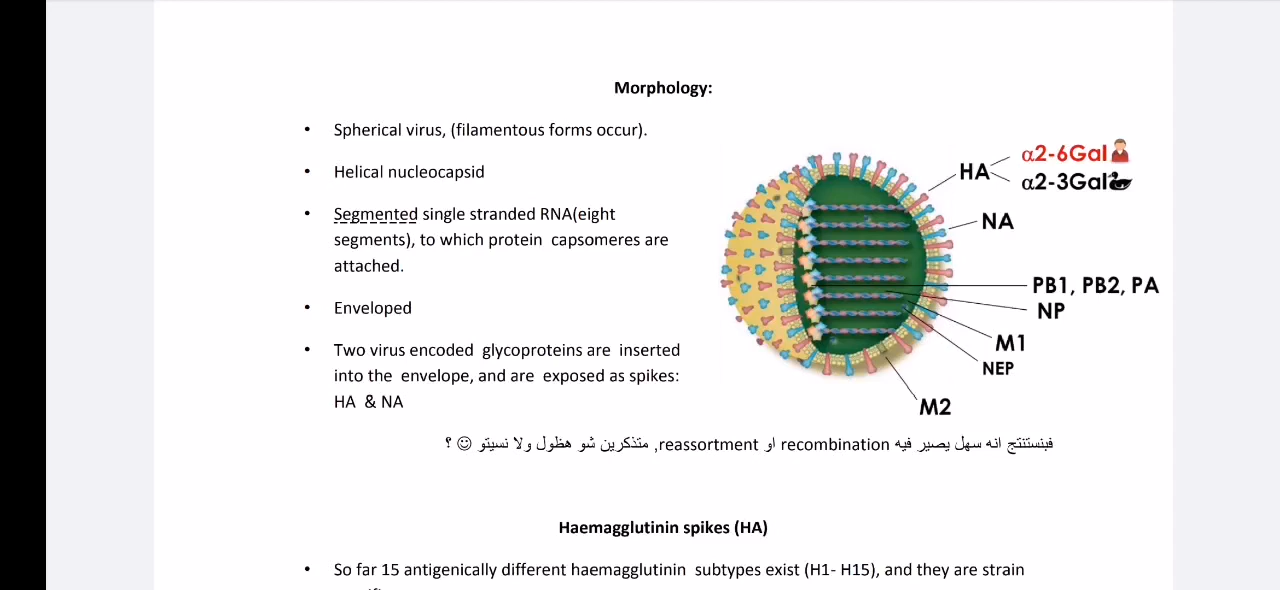 Morphology:
• Spherical virus, (filamentous forms occur).
• Helical nucleocapsid
• Segmented single stranded RNA(eight
segments), to which protein capsomeres are
attached.
• Enveloped
• Two virus encoded glycoproteins are inserted
into the envelope, and are exposed as spikes:
HA & NA
HA
α2-6Gal
α2-3Gal
NA
PB1, PB2, PA
NP
M1
NEP
M2
فبنستنتج انه سهل يصير فيه recombination او reassortment, متذكرين شو هظول ولا نسيتو ☺ ؟
Haemagglutinin spikes (HA)
• So far 15 antigenically different haemagglutinin subtypes exist (H1- H15), and they are strain